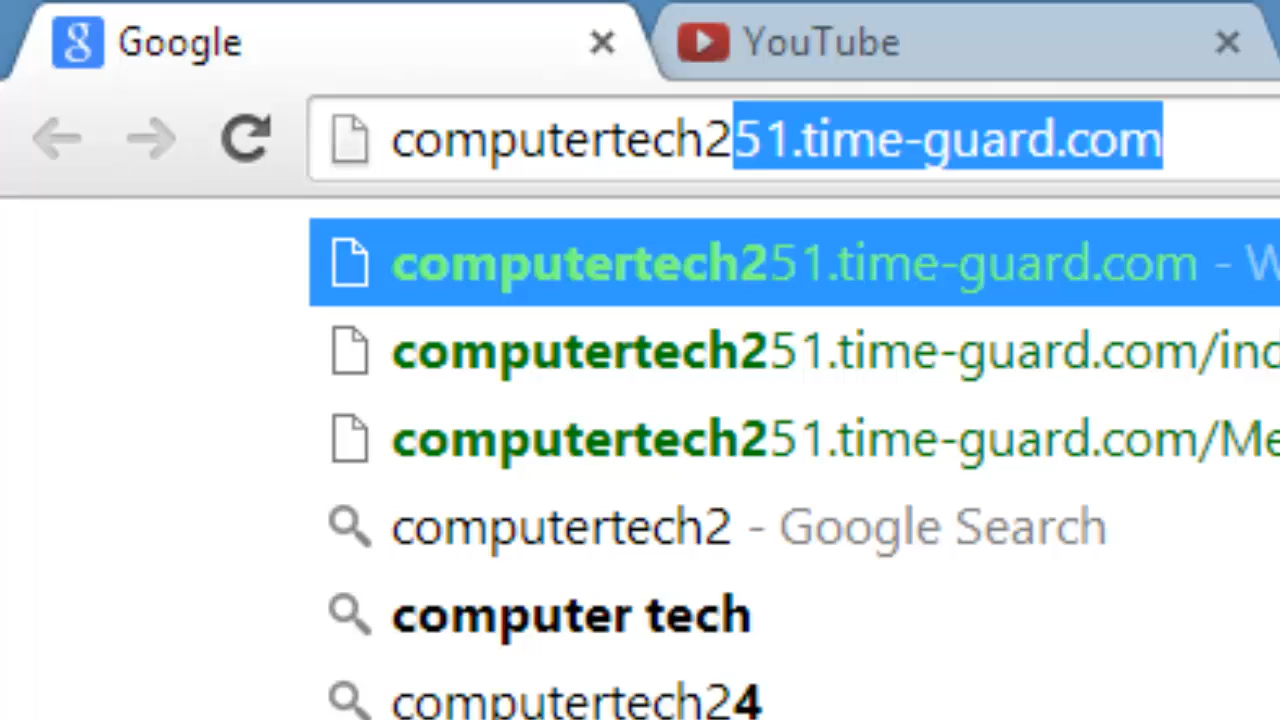 Google
YouTube
computertech251.time-guard.com
computertech251.time-guard.com - W
computertech251.time-guard.com/ind
computertech251.time-guard.com/Me
computertech2 - Google Search
computer tech
computertech24